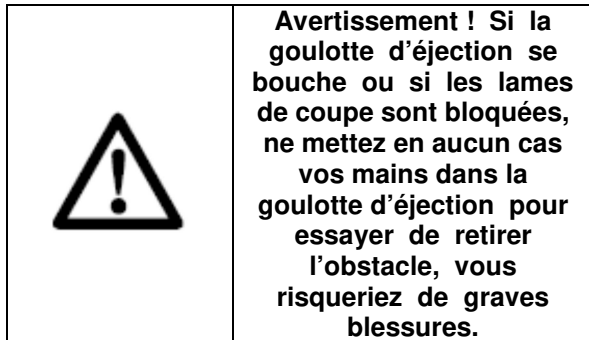 Avertissement ! Si la
goulotte d’éjection se
bouche ou si les lames
de coupe sont bloquées,
ne mettez en aucun cas
vos mains dans la
goulotte d’éjection pour
essayer de retirer
l’obstacle, vous
risqueriez de graves
blessures.